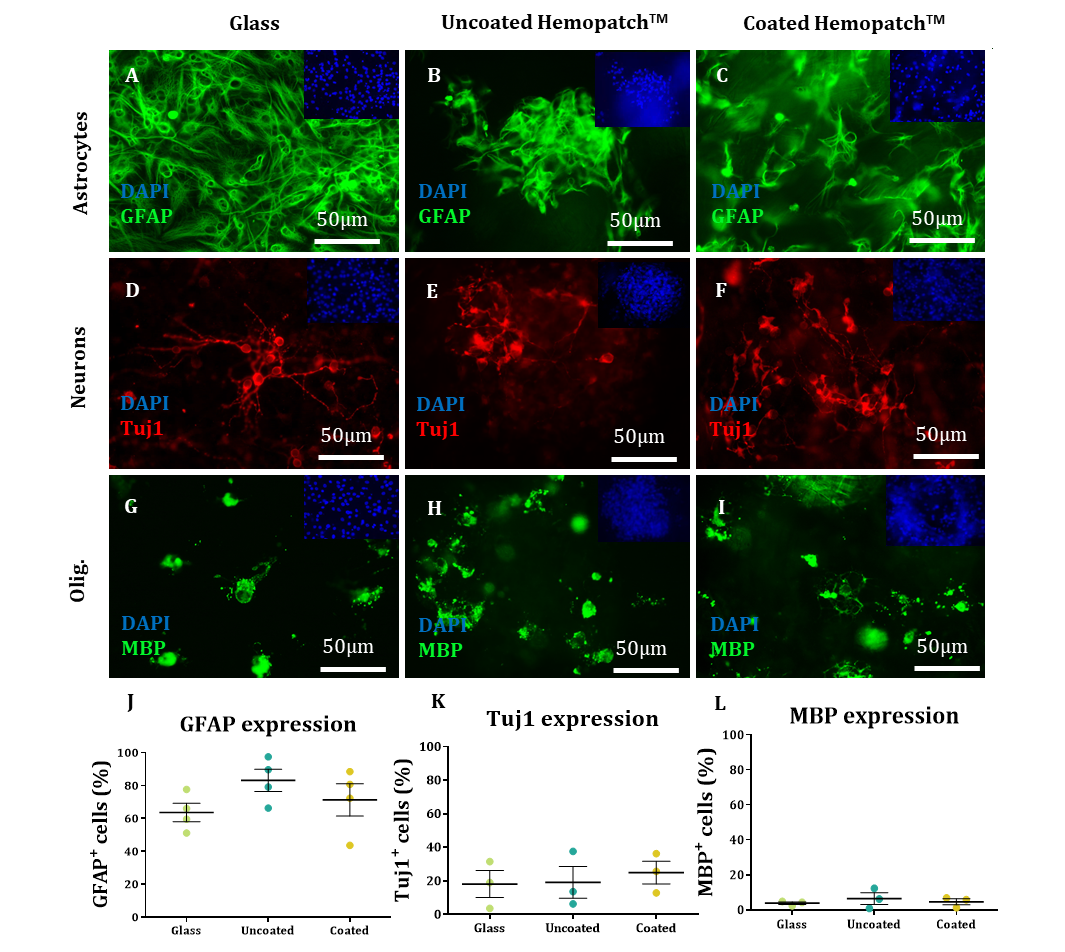 Glass
Uncoated Hemopatch™
Coated Hemopatch™
Astrocytes
A
DAPI
GFAP
50µm
B
DAPI
GFAP
50µm
C
DAPI
GFAP
50µm
Neurons
D
DAPI
Tuj1
50µm
E
DAPI
Tuj1
50µm
F
DAPI
Tuj1
50µm
Olig.
G
DAPI
MBP
50µm
H
DAPI
MBP
50µm
I
DAPI
MBP
50µm
J
GFAP expression
GFAP+ cells (%)
100
80
60
40
20
0
Glass
Uncoated
Coated
K
Tuj1 expression
Tuj1+ cells (%)
100
80
60
40
20
0
Glass
Uncoated
Coated
L
MBP expression
MBP+ cells (%)
100
80
60
40
20
0
Glass
Uncoated
Coated